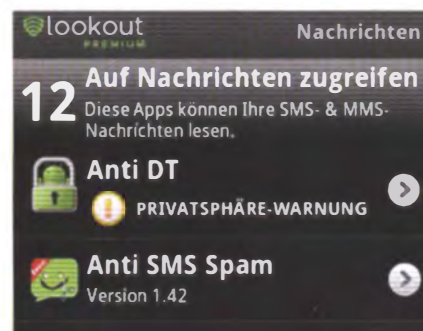 lookout
PREMIUM
Nachrichten
12
Auf Nachrichten zugreifen
Diese Apps können Ihre SMS- & MMS-
Nachrichten lesen.
Anti DT
PRIVATSPHÄRE-WARNUNG
Anti SMS Spam
Version 1.42